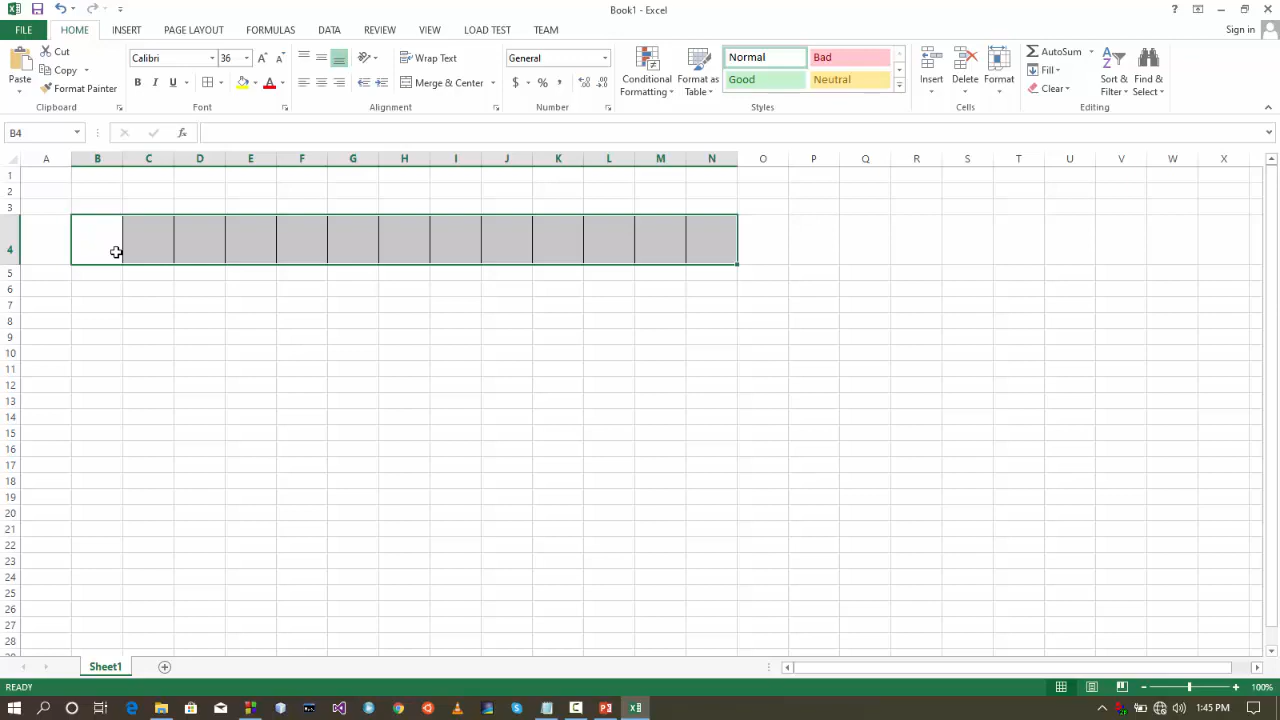 Book1 - Excel
Sign in
FILE HOME INSERT PAGE LAYOUT FORMULAS DATA REVIEW VIEW LOAD TEST TEAM
Paste
Cut
Copy
Format Painter
Clipboard
Calibri 36
B I U
Font
Wrap Text
Merge & Center
Alignment
General
$ % ,
Number
Conditional
Formatting
Format as
Table
Normal Bad
Good Neutral
Styles
Insert Delete Format
Cells
AutoSum
Fill
Clear
Sort &
Filter
Find &
Select
Editing
B4
fx
A B C D E F G H I J K L M N O P Q R S T U V W X
1
2
3
4
5
6
7
8
9
10
11
12
13
14
15
16
17
18
19
20
21
22
23
24
25
26
27
28
Sheet1
READY
100%
1:45 PM